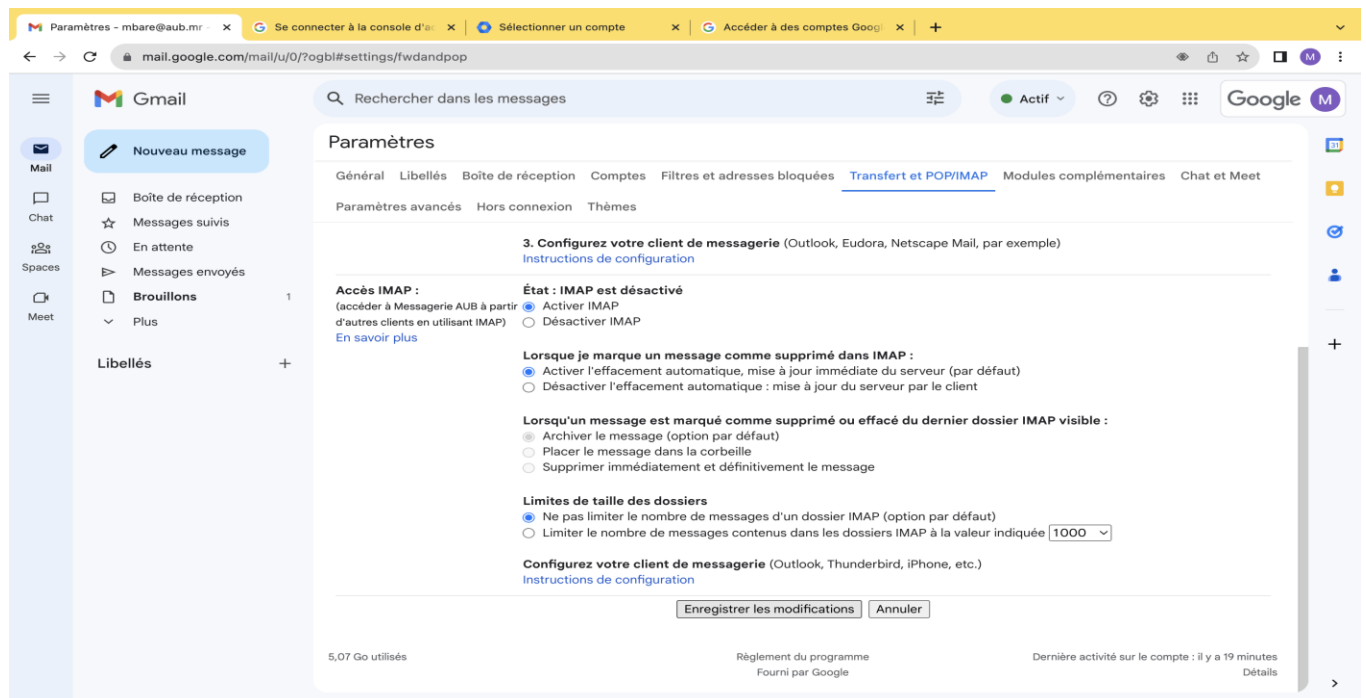 Paramètres - mbare@aub.mr -
Se connecter à la console d'ad
Sélectionner un compte
Accéder à des comptes Googl
mail.google.com/mail/u/0/?ogbl#settings/fwdandpop
M
Gmail
Rechercher dans les messages
Actif
Google
M
Mail
Chat
Spaces
Meet
Nouveau message
Boîte de réception
Messages suivis
En attente
Messages envoyés
Brouillons 1
Plus
Libellés
Paramètres
Général Libellés Boîte de réception Comptes Filtres et adresses bloquées Transfert et POP/IMAP Modules complémentaires Chat et Meet
Paramètres avancés Hors connexion Thèmes
3. Configurez votre client de messagerie (Outlook, Eudora, Netscape Mail, par exemple)
Instructions de configuration
Accès IMAP :
(accéder à Messagerie AUB à partir
d'autres clients en utilisant IMAP)
En savoir plus
État : IMAP est désactivé
Activer IMAP
Désactiver IMAP
Lorsque je marque un message comme supprimé dans IMAP :
Activer l'effacement automatique, mise à jour immédiate du serveur (par défaut)
Désactiver l'effacement automatique : mise à jour du serveur par le client
Lorsqu'un message est marqué comme supprimé ou effacé du dernier dossier IMAP visible :
Archiver le message (option par défaut)
Placer le message dans la corbeille
Supprimer immédiatement et définitivement le message
Limites de taille des dossiers
Ne pas limiter le nombre de messages d'un dossier IMAP (option par défaut)
Limiter le nombre de messages contenus dans les dossiers IMAP à la valeur indiquée 1000
Configurez votre client de messagerie (Outlook, Thunderbird, iPhone, etc.)
Instructions de configuration
Enregistrer les modifications Annuler
5,07 Go utilisés
Règlement du programme
Fourni par Google
Dernière activité sur le compte : il y a 19 minutes
Détails
31